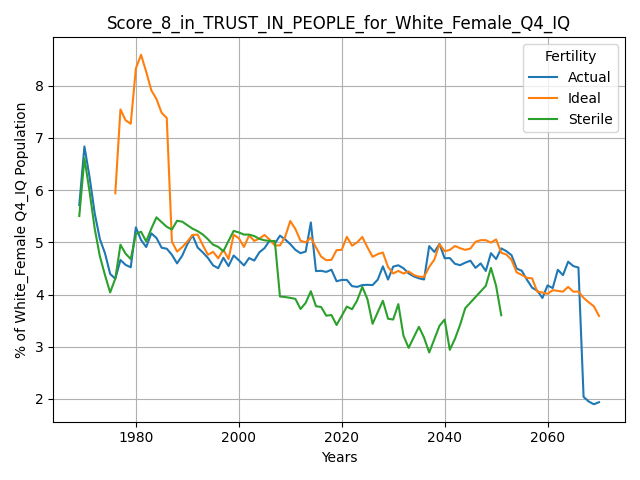 Score_8_in_TRUST_IN_PEOPLE_for_White_Female_Q4_IQ
Fertility
Actual
Ideal
Sterile
% of White_Female Q4_IQ Population
8
7
6
5
4
3
2
1980
2000
2020
2040
2060
Years